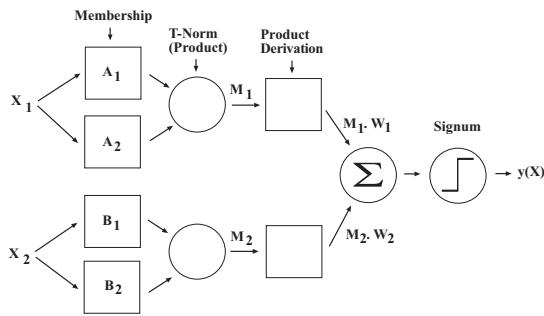 Membership
T-Norm
(Product)
Product
Derivation
A1
X1
A2
M1
M1. W1
Signum
Σ
y(X)
B1
X2
B2
M2
M2. W2